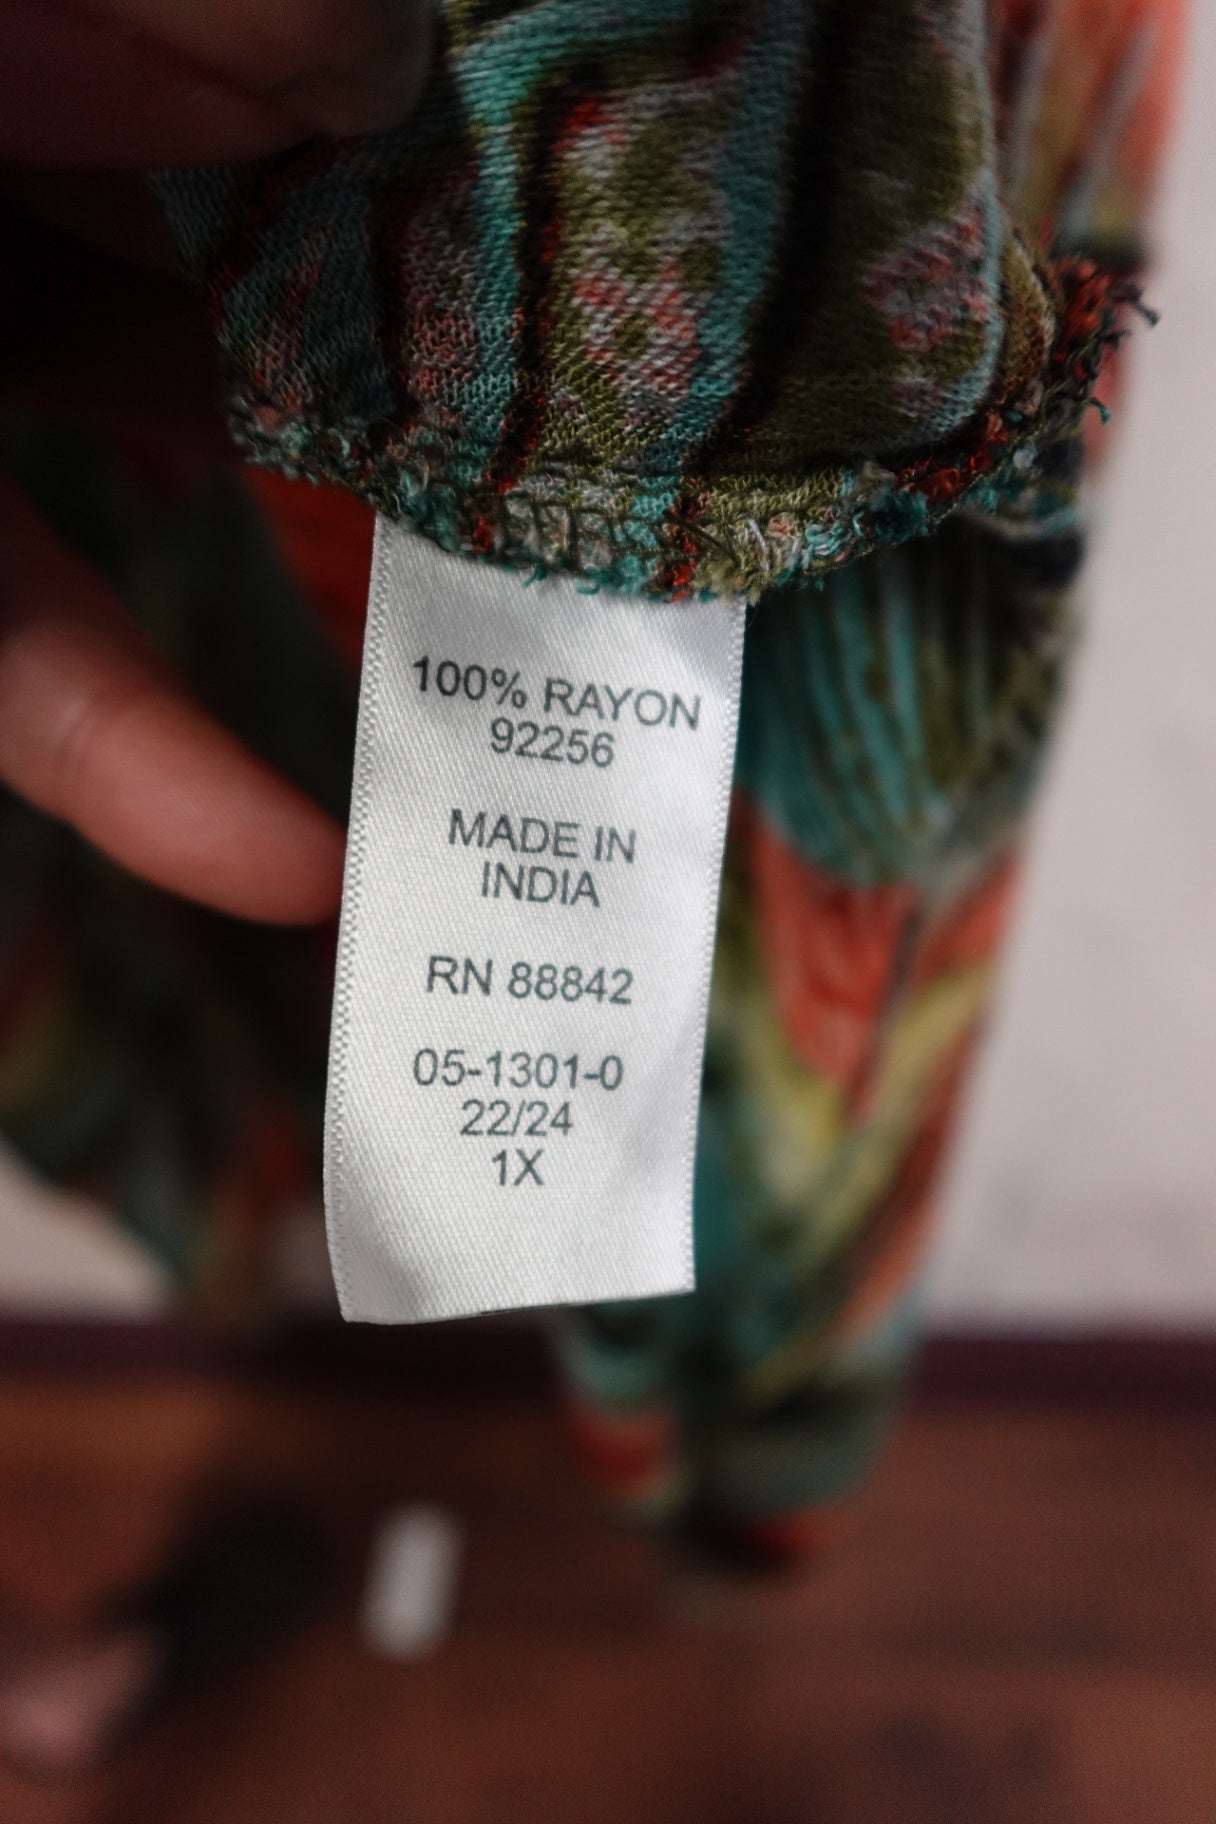 100% RAYON
92256
MADE IN
INDIA
RN 88842
05-1301-0
22/24
1X